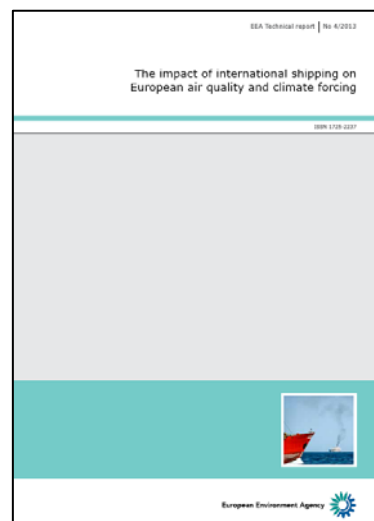 EEA Technical report | No 4/2013
The impact of international shipping on
European air quality and climate forcing
ISSN 1725-2237
European Environment Agency